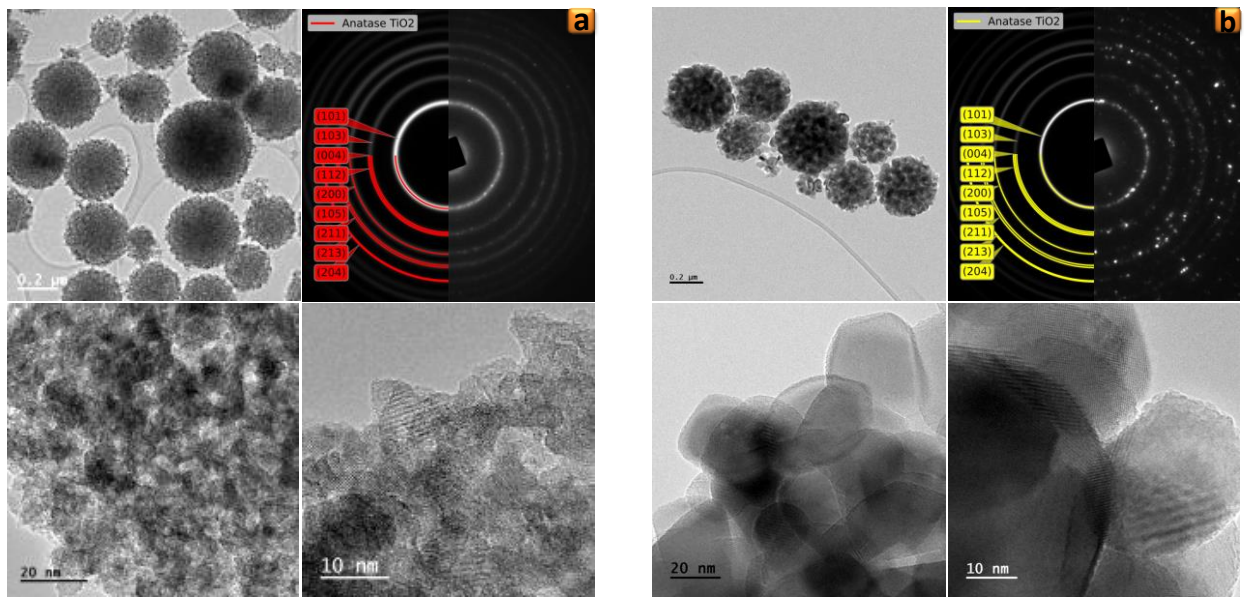 Anatase TiO2
a
(101)
(103)
(004)
(112)
(200)
(105)
(211)
(213)
(204)
0.2 µm
20 nm
10 nm
Anatase TiO2
b
(101)
(103)
(004)
(112)
(200)
(105)
(211)
(213)
(204)
0.2 µm
20 nm
10 nm